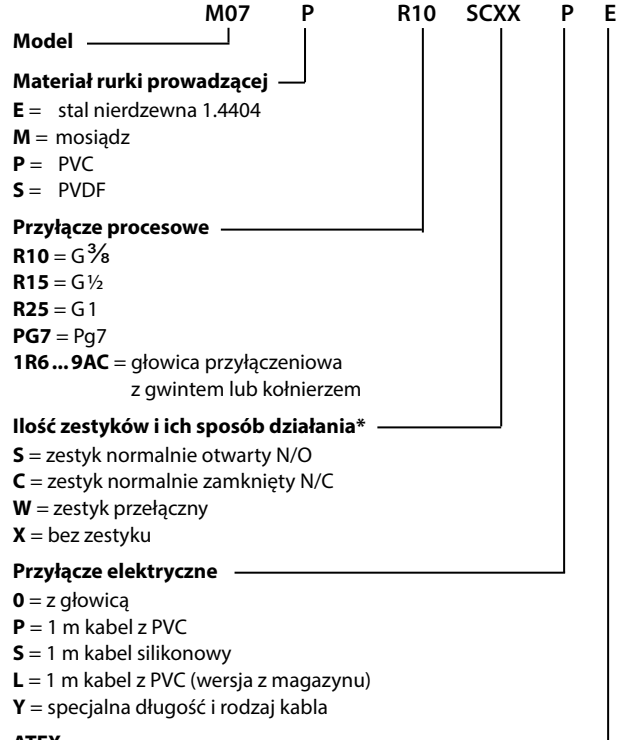 M07 P R10 SCXX P E
Model
Materiał rurki prowadzącej
E = stal nierdzewna 1.4404
M = mosiądz
P = PVC
S = PVDF
Przyłącze procesowe
R10 = G⅜
R15 = G½
R25 = G1
PG7 = Pg7
1R6...9AC = głowica przyłączeniowa
z gwintem lub kołnierzem
Ilość zestyków i ich sposób działania*
S = zestyk normalnie otwarty N/O
C = zestyk normalnie zamknięty N/C
W = zestyk przełączny
X = bez zestyku
Przyłącze elektryczne
0 = z głowicą
P = 1 m kabel z PVC
S = 1 m kabel silikonowy
L = 1 m kabel z PVC (wersja z magazynu)
Y = specjalna długość i rodzaj kabla
ATEX